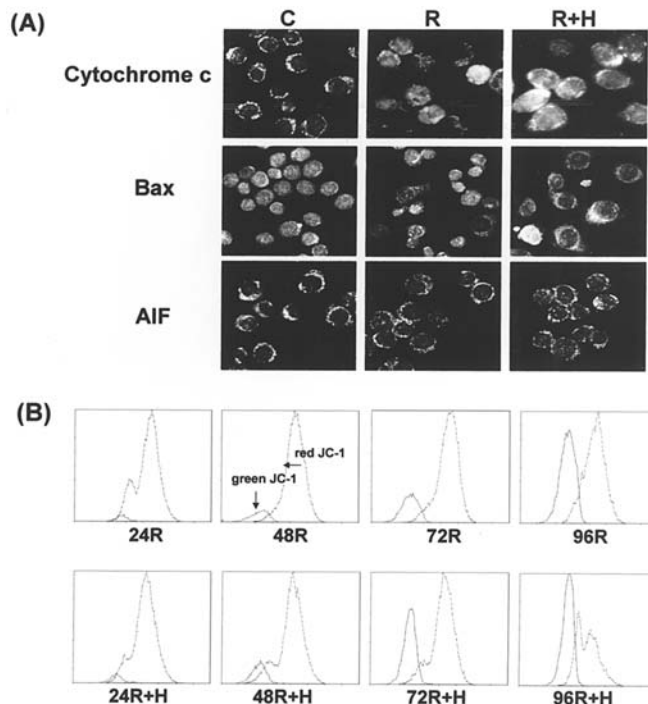 (A)
C R R+H
Cytochrome c
Bax
AIF
(B)
red JC-1
green JC-1
24R 48R 72R 96R
24R+H 48R+H 72R+H 96R+H